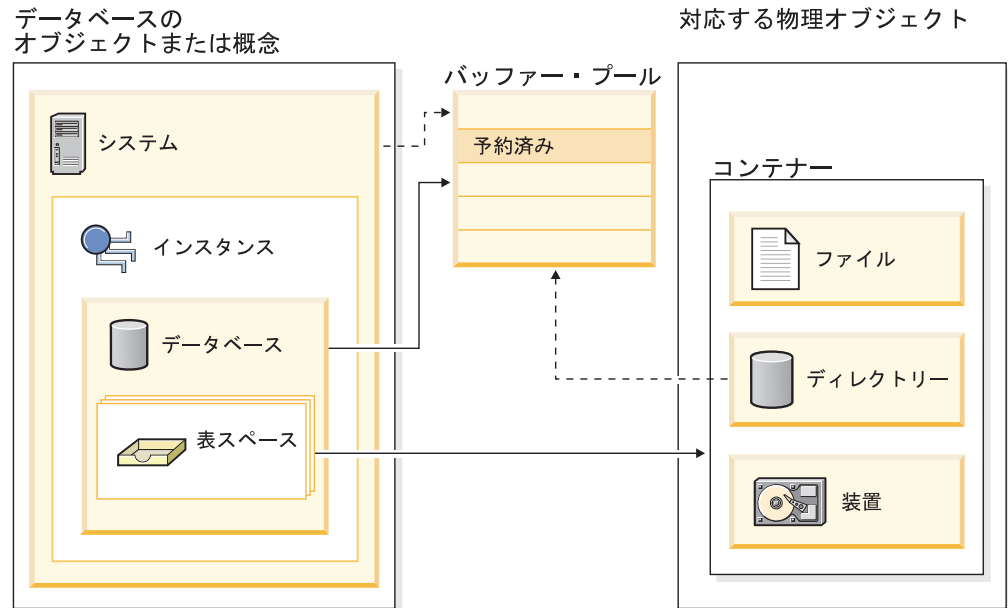 データベースの
オブジェクトまたは概念
システム
インスタンス
データベース
表スペース
バッファー・プール
予約済み
対応する物理オブジェクト
コンテナー
ファイル
ディレクトリー
装置